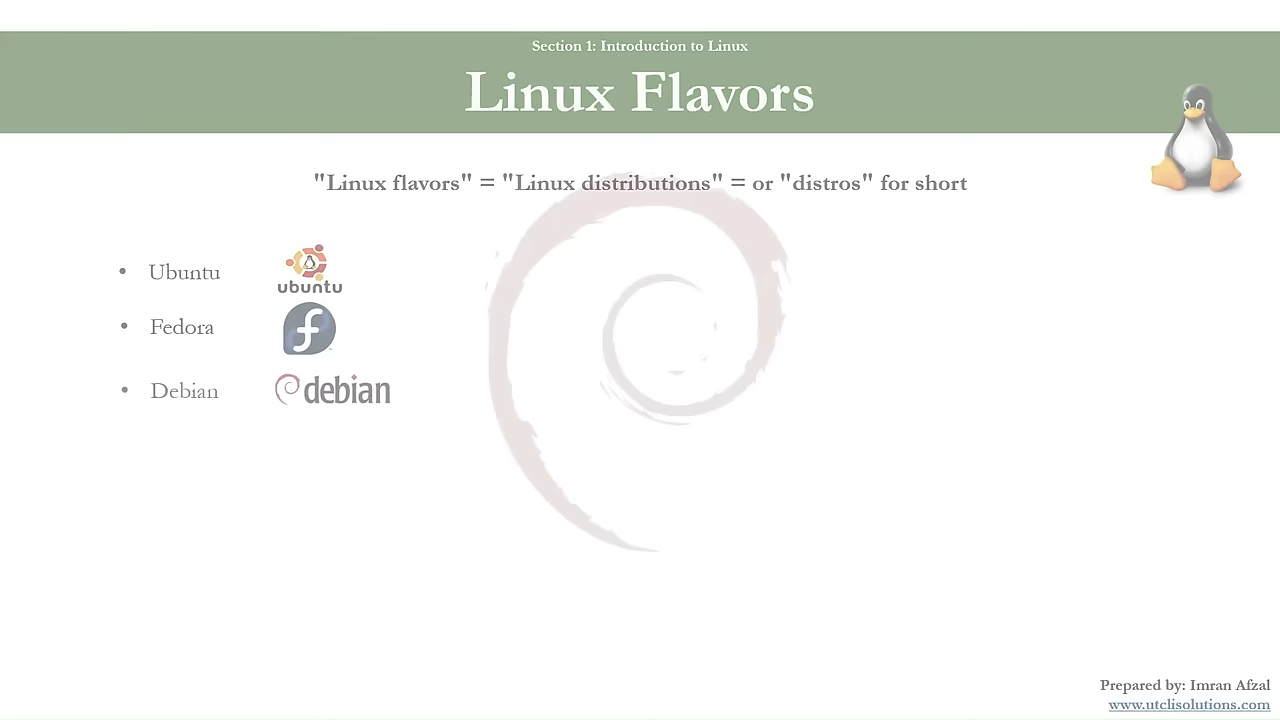 Section 1: Introduction to Linux
Linux Flavors
"Linux flavors" = "Linux distributions" = or "distros" for short
• Ubuntu
ubuntu
• Fedora
• Debian
debian
Prepared by: Imran Afzal
www.utclisolutions.com